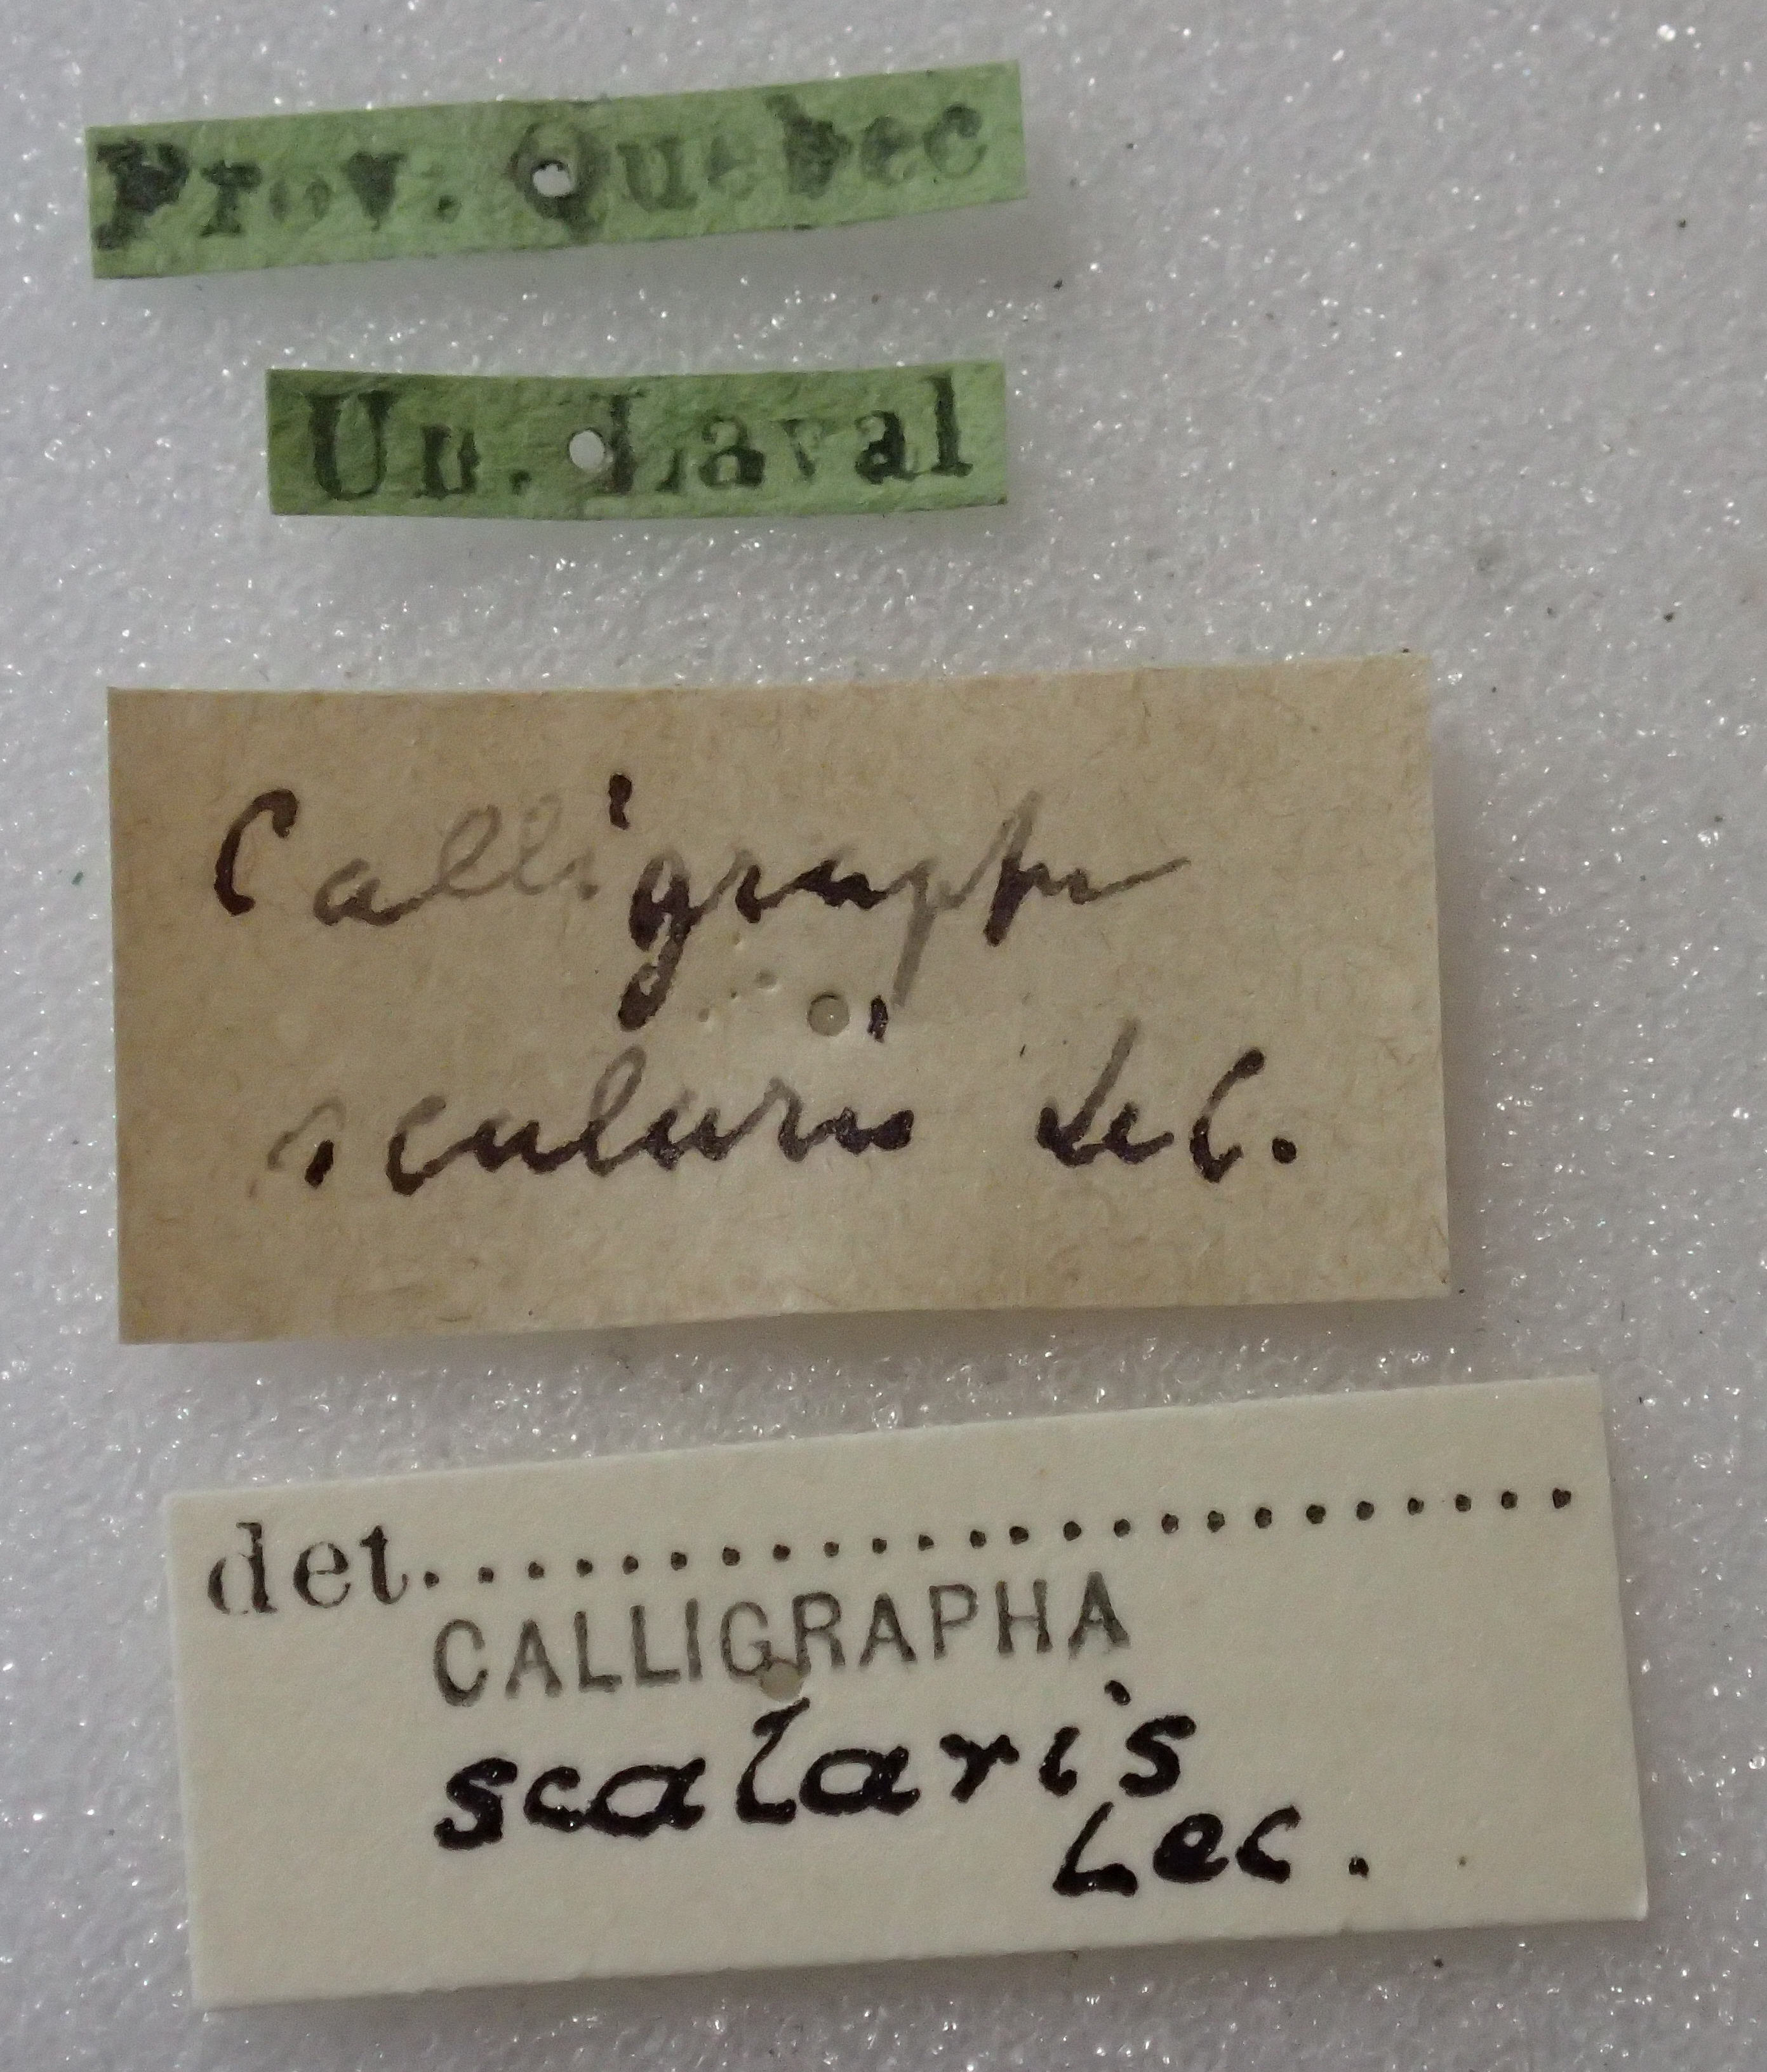 Prov. Quebec
Un. Laval
Calligrapha
scalaris LeC.
det..........................
CALLIGRAPHA
scalaris
Lec.